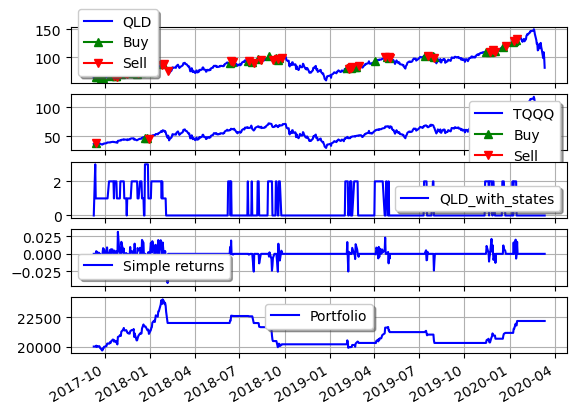 150
100
QLD
Buy
Sell
100
50
TQQQ
Buy
Sell
2
0
QLD_with_states
0.025
0.000
−0.025
Simple returns
22500
20000
Portfolio
2017-10
2018-01
2018-04
2018-07
2018-10
2019-01
2019-04
2019-07
2019-10
2020-01
2020-04